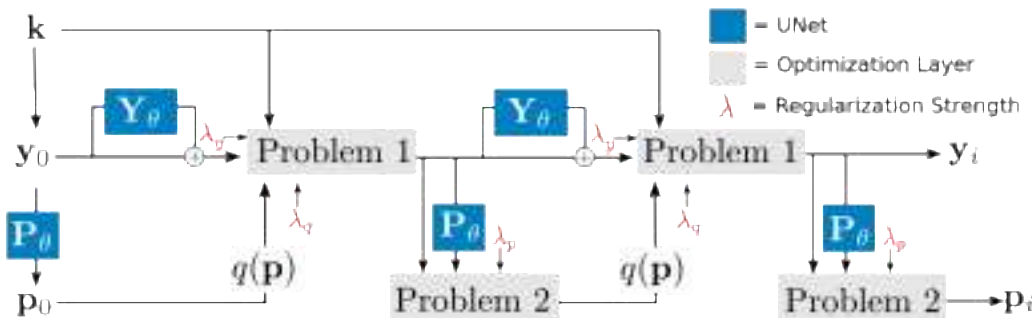 k
= UNet
= Optimization Layer
λ = Regularization Strength
Y_θ
Y_θ
y_0
λ_y
Problem 1
λ_y
Problem 1
y_i
P_θ
λ_q
P_θ
λ_p
λ_q
P_θ
λ_p
q(p)
q(p)
p_0
Problem 2
Problem 2
p_i